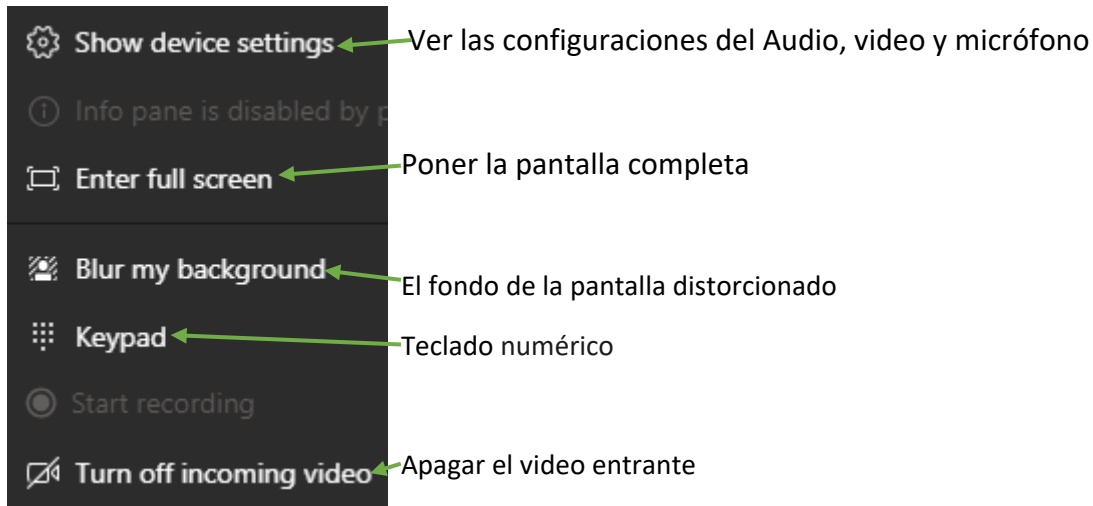 Show device settings
Ver las configuraciones del Audio, video y micrófono
Info pane is disabled by
Enter full screen
Poner la pantalla completa
Blur my background
El fondo de la pantalla distorcionado
Keypad
Teclado numérico
Start recording
Turn off incoming video
Apagar el video entrante